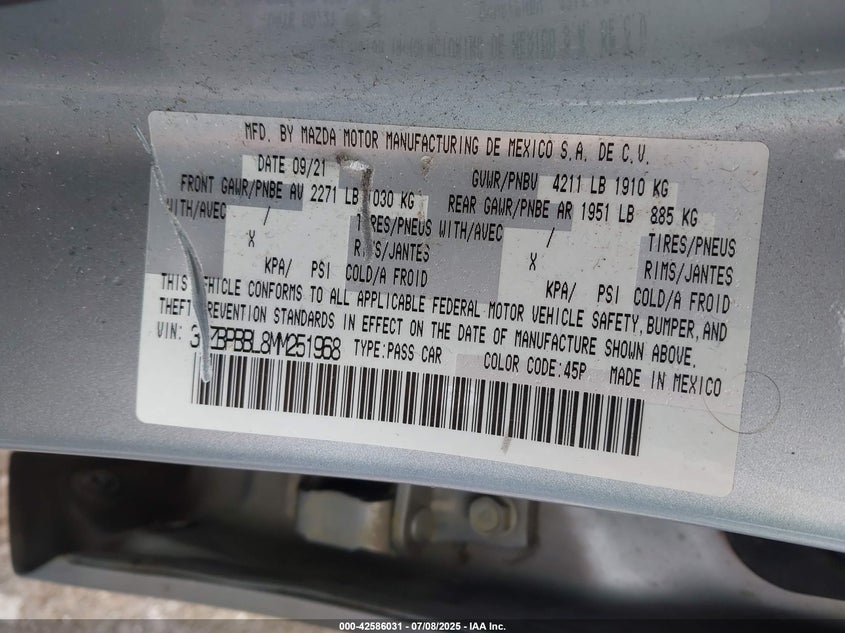 MFD. BY MAZDA MOTOR MANUFACTURING DE MEXICO S.A. DE C.V.
DATE 09/21 GVWR/PNBV 4211 LB 1910 KG
FRONT GAWR/PNBE AV 2271 LB 1030 KG REAR GAWR/PNBE AR 1951 LB 885 KG
WITH/AVEC / TIRES/PNEUS WITH/AVEC / TIRES/PNEUS
X RIMS/JANTES X RIMS/JANTES
KPA/ PSI COLD/A FROID KPA/ PSI COLD/A FROID
THIS VEHICLE CONFORMS TO ALL APPLICABLE FEDERAL MOTOR VEHICLE SAFETY, BUMPER, AND
THEFT PREVENTION STANDARDS IN EFFECT ON THE DATE OF MANUFACTURE SHOWN ABOVE.
VIN: 3MZBPBBL8MM251968 TYPE:PASS CAR COLOR CODE:45P MADE IN MEXICO
000-42586031 - 07/08/2025 - IAA Inc.